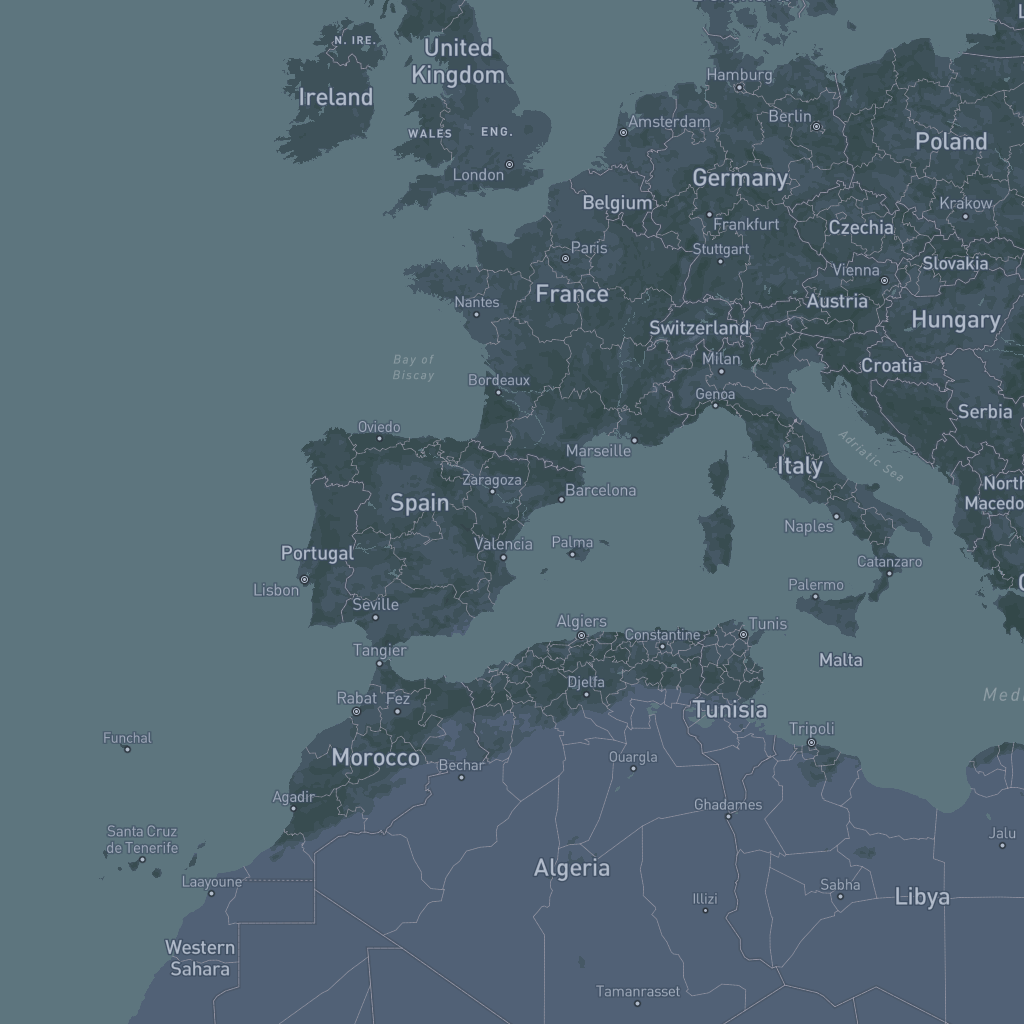 N. IRE.
United
Kingdom
Hamburg
Ireland
Berlin
Amsterdam
WALES
ENG.
Poland
London
Germany
Belgium
Krakow
Frankfurt
Czechia
Paris
Stuttgart
Slovakia
Vienna
France
Austria
Nantes
Hungary
Switzerland
Bay of
Biscay
Milan
Croatia
Bordeaux
Genoa
Serbia
Oviedo
Marseille
Adriatic Sea
Italy
Zaragoza
North
Macedo
Barcelona
Spain
Naples
Valencia
Palma
Portugal
Catanzaro
Lisbon
Palermo
Seville
Algiers
Tunis
Constantine
Tangier
Malta
Djelfa
Medi
Rabat
Fez
Tunisia
Tripoli
Funchal
Morocco
Bechar
Ouargla
Agadir
Ghadames
Santa Cruz
de Tenerife
Jalu
Algeria
Laayoune
Sabha
Illizi
Libya
Western
Sahara
Tamanrasset